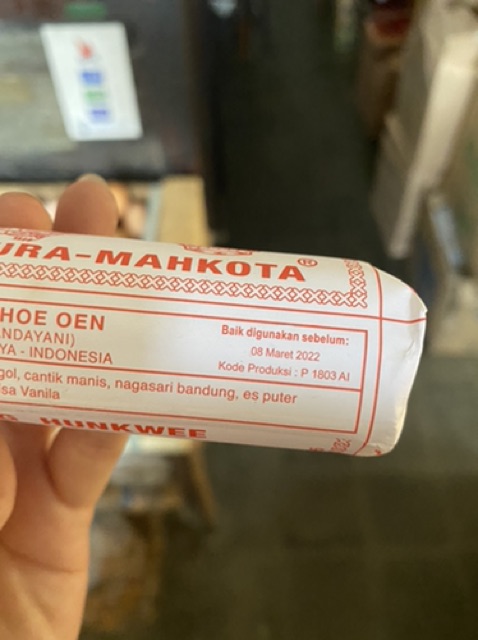 URA-MAHKOTA®
HOE OEN
ANDAYANI)
YA - INDONESIA
Baik digunakan sebelum:
08 Maret 2022
Kode Produksi : P 1803 AI
gol, cantik manis, nagasari bandung, es puter
sa Vanila
G HUNKWEE